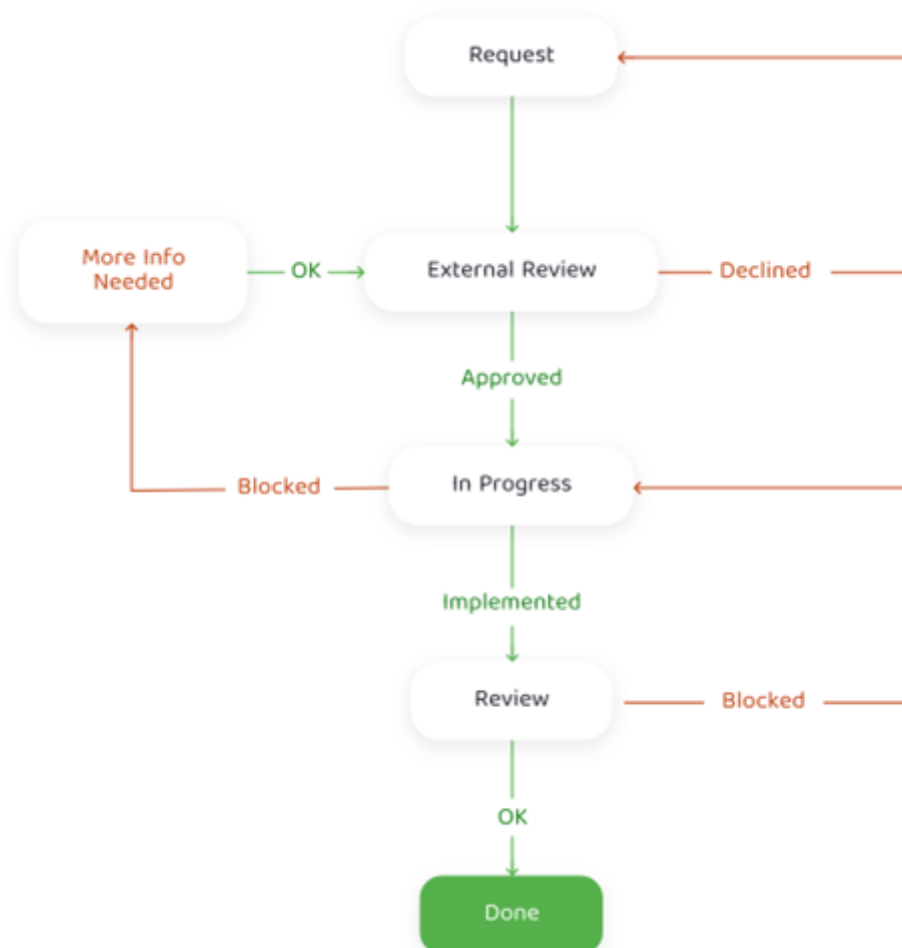 Request
More Info
Needed
OK
External Review
Declined
Approved
Blocked
In Progress
Implemented
Review
Blocked
OK
Done